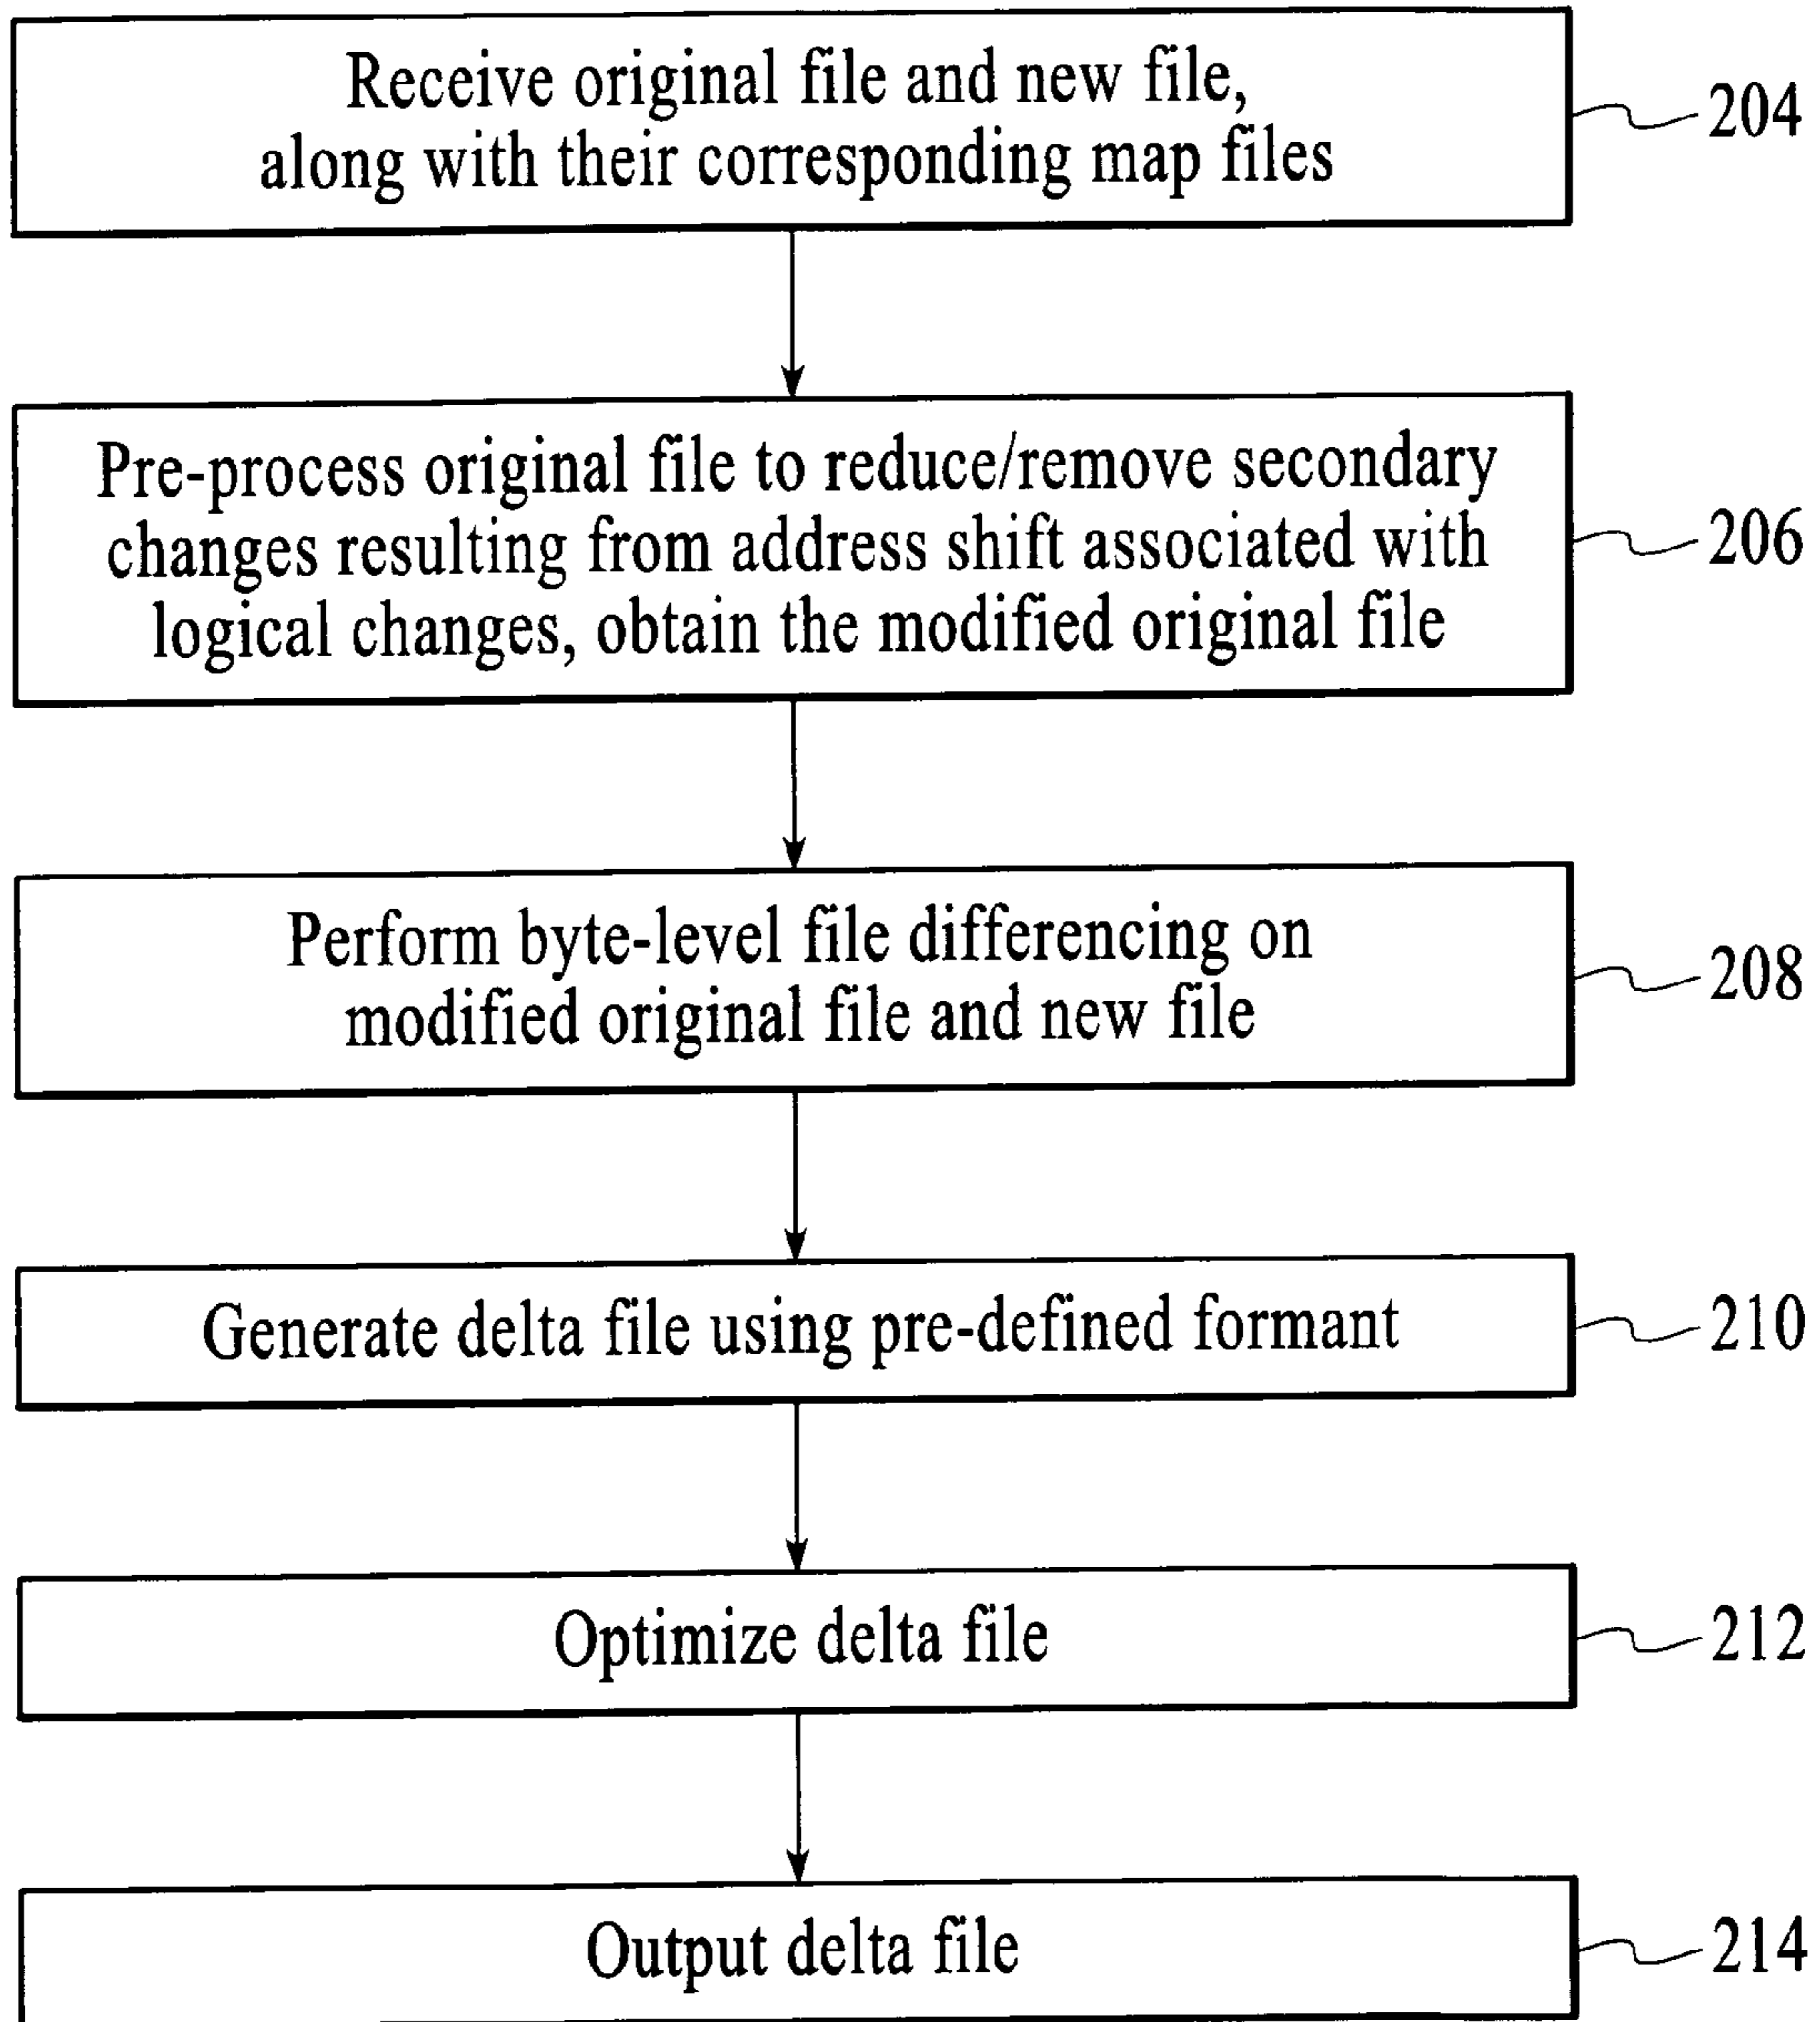 Receive original file and new file,
along with their corresponding map files
204
Pre-process original file to reduce/remove secondary
changes resulting from address shift associated with
logical changes, obtain the modified original file
206
Perform byte-level file differencing on
modified original file and new file
208
Generate delta file using pre-defined formant
210
Optimize delta file
212
Output delta file
214